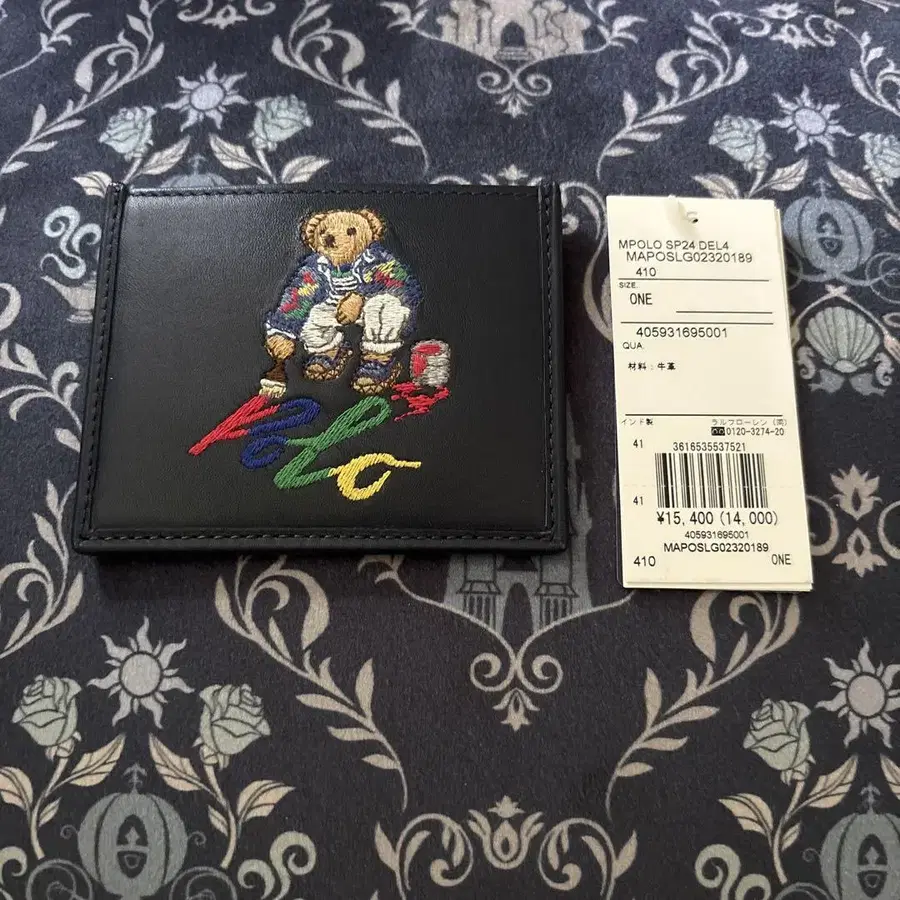 polo
MPOLO SP24 DEL4
MAPOSLG02320189
410
SIZE.
ONE
405931695001
QUA.
材料：牛革
インド製
ラルフローレン（同）
0120-3274-20
41
3616535537521
41
¥15,400 (14,000)
405931695001
MAPOSLG02320189
410
ONE